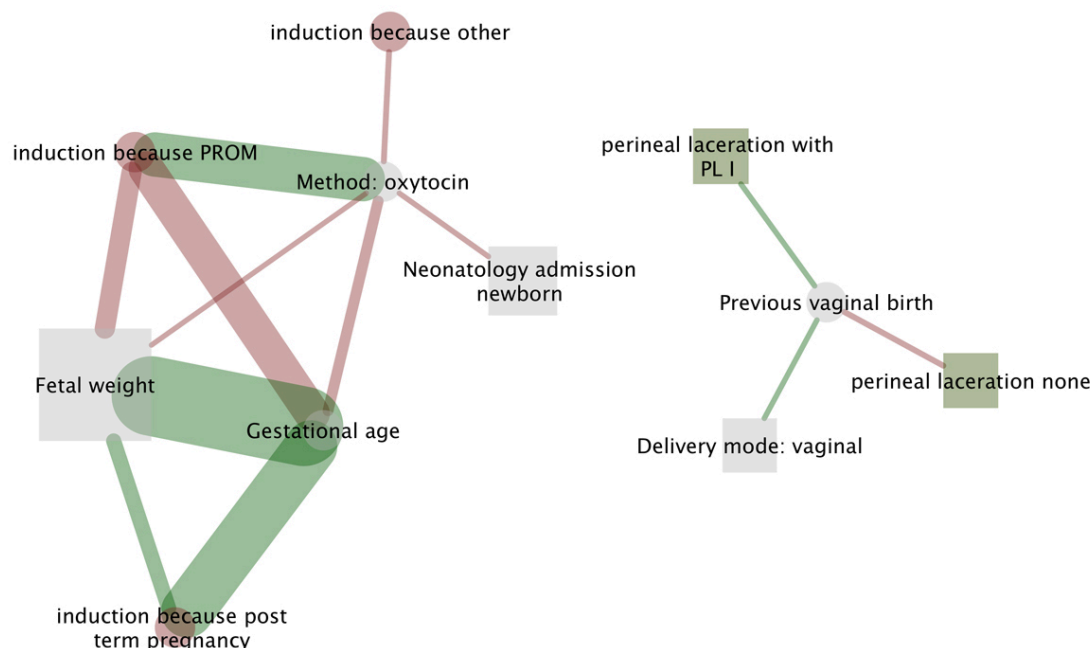 induction because other
induction because PROM
Method: oxytocin
Neonatology admission
newborn
Fetal weight
Gestational age
induction because post
term pregnancy
perineal laceration with
PL I
Previous vaginal birth
perineal laceration none
Delivery mode: vaginal